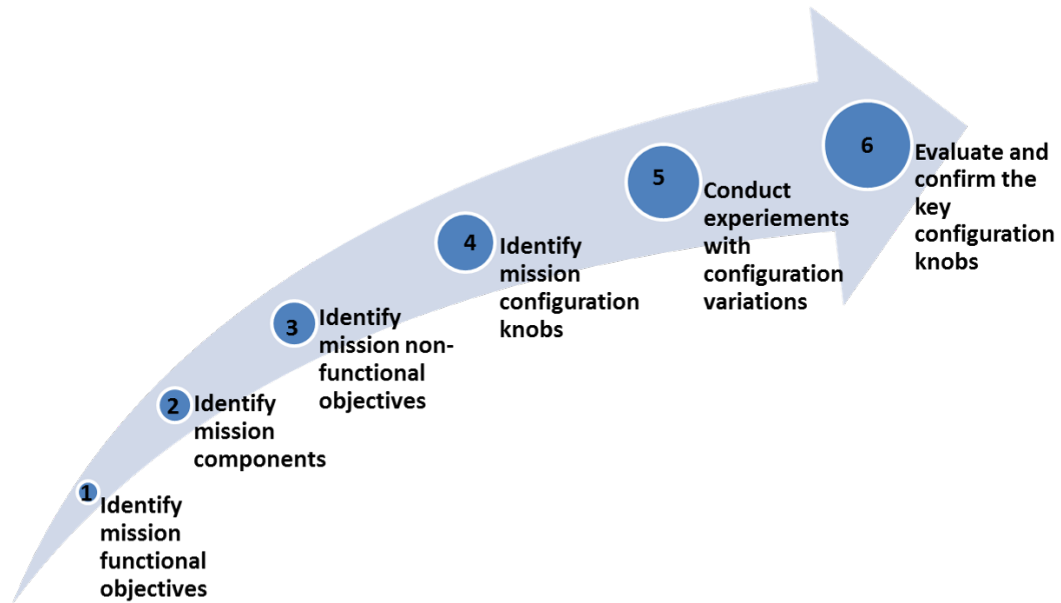 1
Identify
mission
functional
objectives
2
Identify
mission
components
3
Identify
mission non-
functional
objectives
4
Identify
mission
configuration
knobs
5
Conduct
experiements
with
configuration
variations
6
Evaluate and
confirm the
key
configuration
knobs